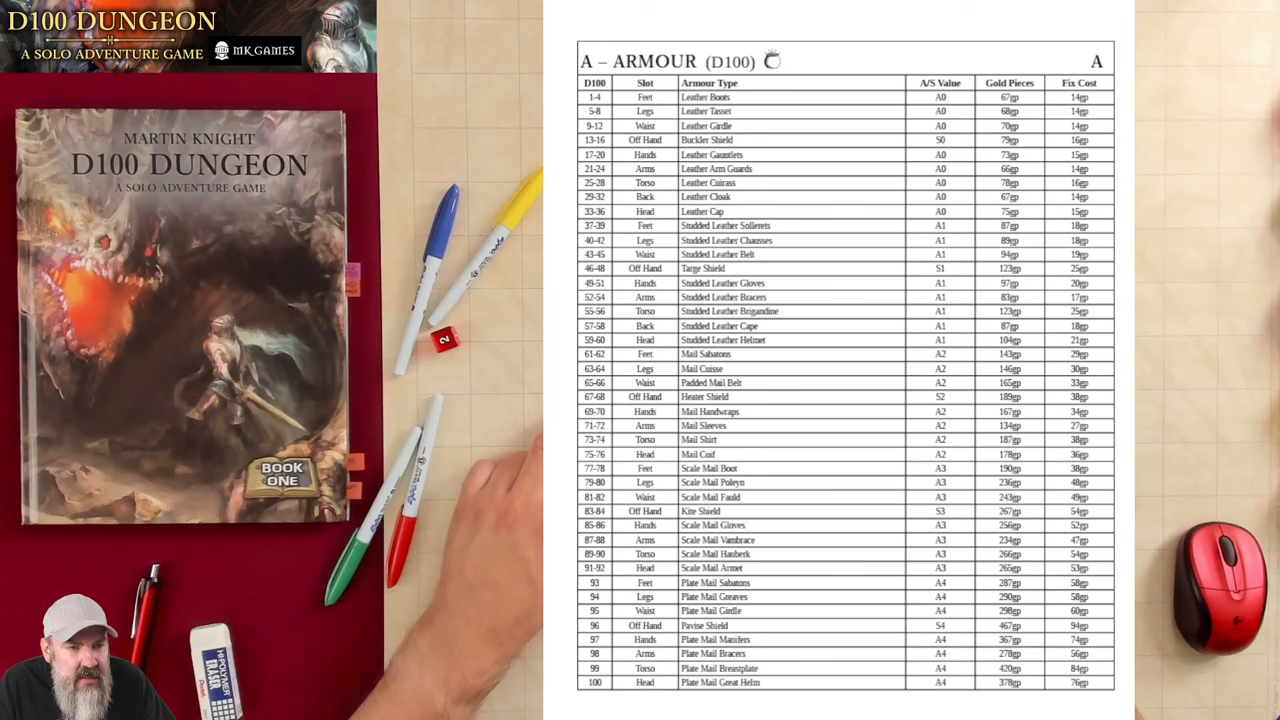 D100 DUNGEON
A SOLO ADVENTURE GAME
MK.GAMES
MARTIN KNIGHT
D100 DUNGEON
A SOLO ADVENTURE GAME
BOOK
ONE
2
HI-POLYMER
ERASER
A – ARMOUR (D100) A
D100 Slot Armour Type A/S Value Gold Pieces Fix Cost
1-4 Feet Leather Boots A0 67gp 14gp
5-8 Legs Leather Tasset A0 68gp 14gp
9-12 Waist Leather Girdle A0 70gp 14gp
13-16 Off Hand Buckler Shield S0 79gp 16gp
17-20 Hands Leather Gauntlets A0 73gp 15gp
21-24 Arms Leather Arm Guards A0 66gp 14gp
25-28 Torso Leather Cuirass A0 78gp 16gp
29-32 Back Leather Cloak A0 67gp 14gp
33-36 Head Leather Cap A0 75gp 15gp
37-39 Feet Studded Leather Sollerets A1 87gp 18gp
40-42 Legs Studded Leather Chausses A1 89gp 18gp
43-45 Waist Studded Leather Belt A1 94gp 19gp
46-48 Off Hand Targe Shield S1 123gp 25gp
49-51 Hands Studded Leather Gloves A1 97gp 20gp
52-54 Arms Studded Leather Bracers A1 83gp 17gp
55-56 Torso Studded Leather Brigandine A1 123gp 25gp
57-58 Back Studded Leather Cape A1 87gp 18gp
59-60 Head Studded Leather Helmet A1 104gp 21gp
61-62 Feet Mail Sabatons A2 143gp 29gp
63-64 Legs Mail Cuisse A2 146gp 30gp
65-66 Waist Padded Mail Belt A2 165gp 33gp
67-68 Off Hand Heater Shield S2 189gp 38gp
69-70 Hands Mail Handwraps A2 167gp 34gp
71-72 Arms Mail Sleeves A2 134gp 27gp
73-74 Torso Mail Shirt A2 187gp 38gp
75-76 Head Mail Coif A2 178gp 36gp
77-78 Feet Scale Mail Boot A3 190gp 38gp
79-80 Legs Scale Mail Poleyn A3 236gp 48gp
81-82 Waist Scale Mail Fauld A3 243gp 49gp
83-84 Off Hand Kite Shield S3 267gp 54gp
85-86 Hands Scale Mail Gloves A3 256gp 52gp
87-88 Arms Scale Mail Vambrace A3 234gp 47gp
89-90 Torso Scale Mail Hauberk A3 266gp 54gp
91-92 Head Scale Mail Armet A3 265gp 53gp
93 Feet Plate Mail Sabatons A4 287gp 58gp
94 Legs Plate Mail Greaves A4 290gp 58gp
95 Waist Plate Mail Girdle A4 298gp 60gp
96 Off Hand Pavise Shield S4 467gp 94gp
97 Hands Plate Mail Manifers A4 367gp 74gp
98 Arms Plate Mail Bracers A4 278gp 56gp
99 Torso Plate Mail Breastplate A4 420gp 84gp
100 Head Plate Mail Great Helm A4 378gp 76gp